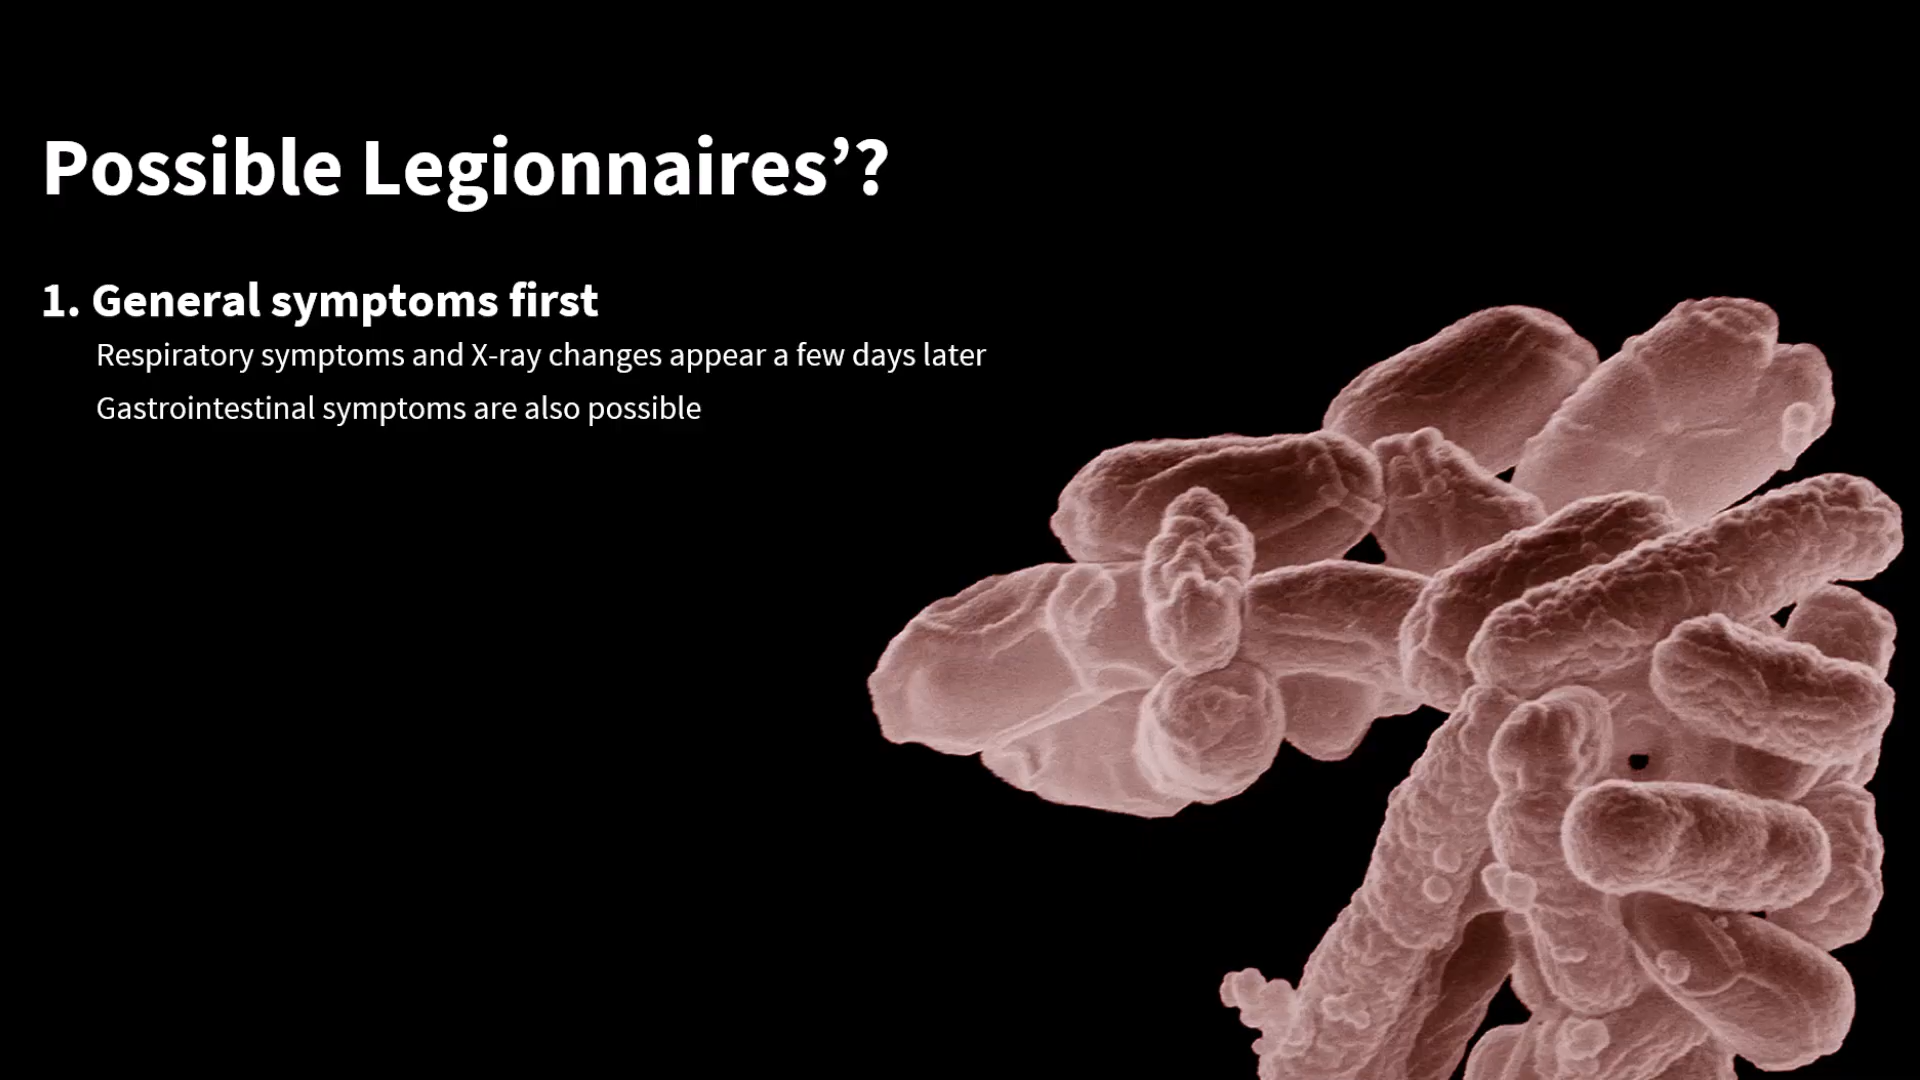 Possible Legionnaires’?
1. General symptoms first
Respiratory symptoms and X-ray changes appear a few days later
Gastrointestinal symptoms are also possible